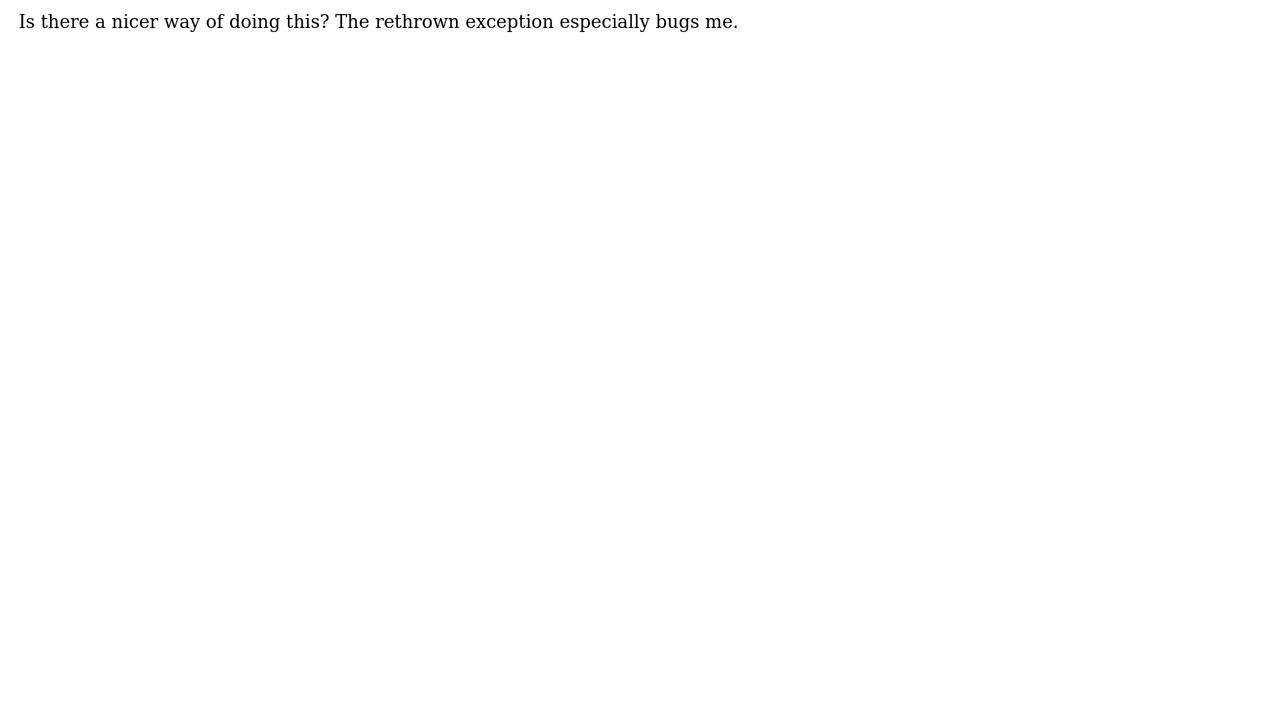 Is there a nicer way of doing this? The rethrown exception especially bugs me.